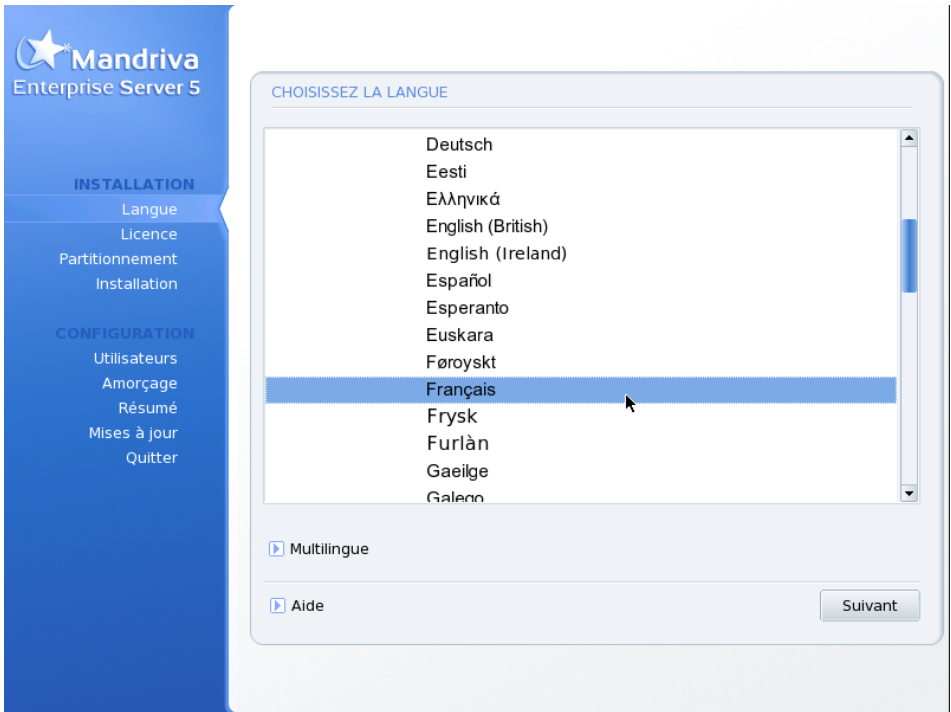 Mandriva
Enterprise Server 5
INSTALLATION
Langue
Licence
Partitionnement
Installation
CONFIGURATION
Utilisateurs
Amorçage
Résumé
Mises à jour
Quitter
CHOISISSEZ LA LANGUE
Deutsch
Eesti
Ελληνικά
English (British)
English (Ireland)
Español
Esperanto
Euskara
Føroyskt
Français
Frysk
Furlàn
Gaeilge
Galego
Multilingue
Aide
Suivant